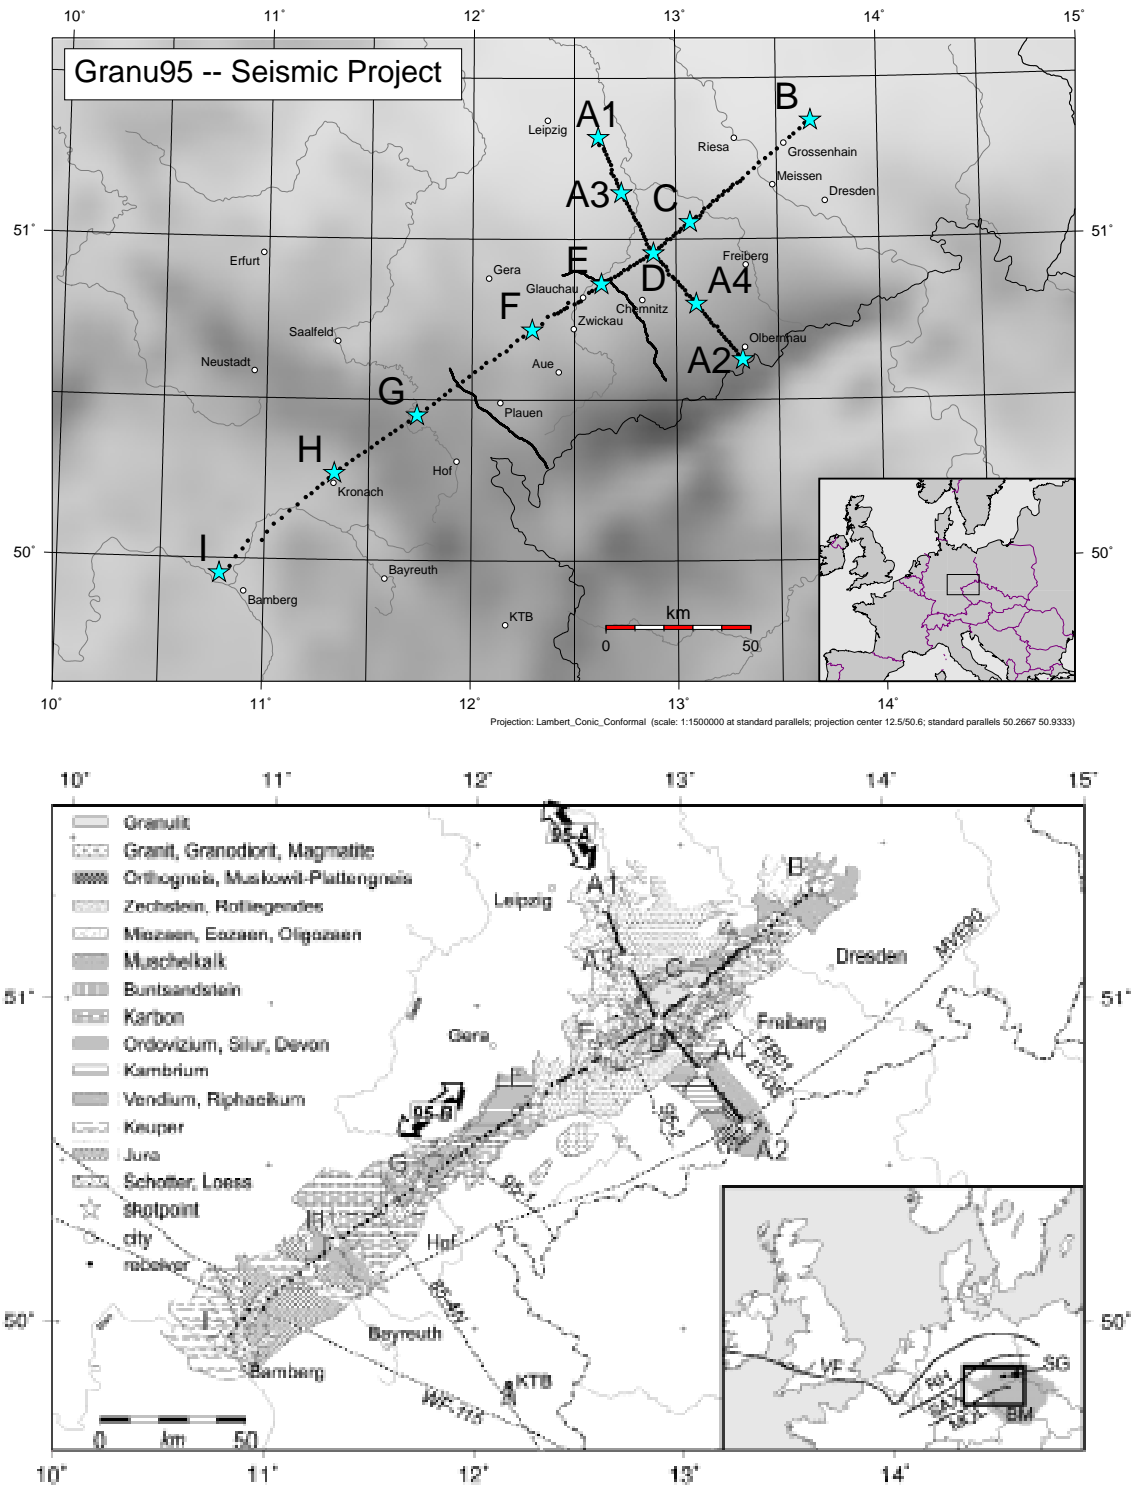 10° 11° 12° 13° 14° 15°
Granu95 -- Seismic Project
B
A1
Leipzig
Riesa
Grossenhain
Meissen
A3
C
Dresden
51° 51°
Erfurt
E
Freiberg
Gera
D
A4
Glauchau
Chemnitz
F
Zwickau
Saalfeld
Olbernhau
Neustadt
Aue
A2
G
Plauen
H
Hof
Kronach
50° 50°
I
Bayreuth
Bamberg
KTB
km
0 50
10° 11° 12° 13° 14°
Projection: Lambert_Conic_Conformal (scale: 1:1500000 at standard parallels; projection center 12.5/50.6; standard parallels 50.2667 50.9333)
10° 11° 12° 13° 14° 15°
Granulit
95-A
Granit, Granodiorit, Magmatite
Orthogneis, Muskowit-Plattengneis
A1
B
Leipzig
Zechstein, Rotliegendes
Miozaen, Eozaen, Oligozaen
MVE90
Muschelkalk
A3
C
Dresden
51° 51°
Buntsandstein
Karbon
E
Freiberg
Gera
Ordovizium, Silur, Devon
D
A4
Kambrium
F
Vendium, Riphaeikum
95-B
Keuper
A2
Jura
G
Schotter, Loess
shotpoint
H
city
Hof
receiver
85-4N
50° 50°
I
Bayreuth
VF
SG
Bamberg
KTB
BM
0 km 50
10° 11° 12° 13° 14°